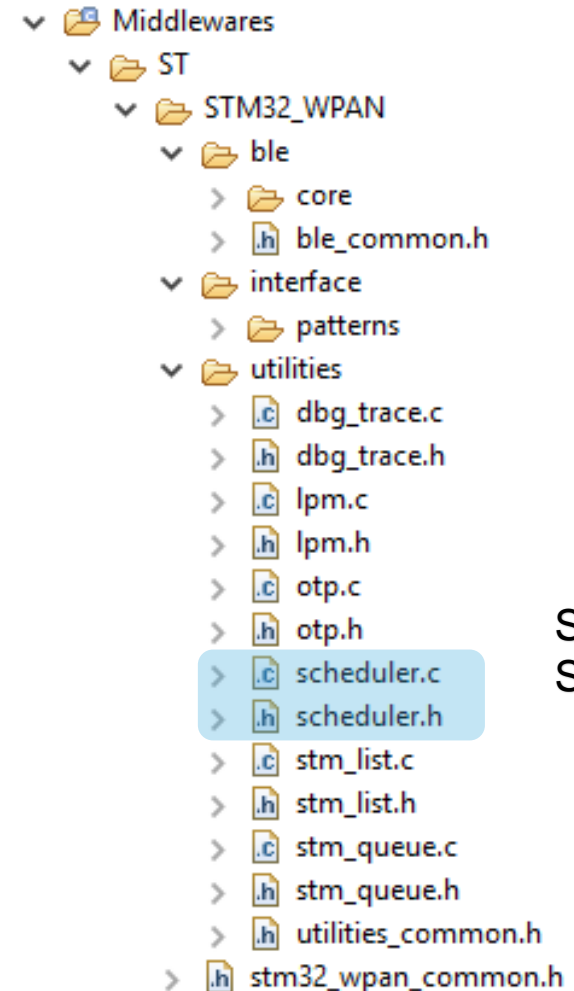 Middlewares
ST
STM32_WPAN
ble
core
.h ble_common.h
interface
patterns
utilities
.c dbg_trace.c
.h dbg_trace.h
.c lpm.c
.h lpm.h
.c otp.c
.h otp.h
S
.c scheduler.c
S
.h scheduler.h
.c stm_list.c
.h stm_list.h
.c stm_queue.c
.h stm_queue.h
.h utilities_common.h
.h stm32_wpan_common.h